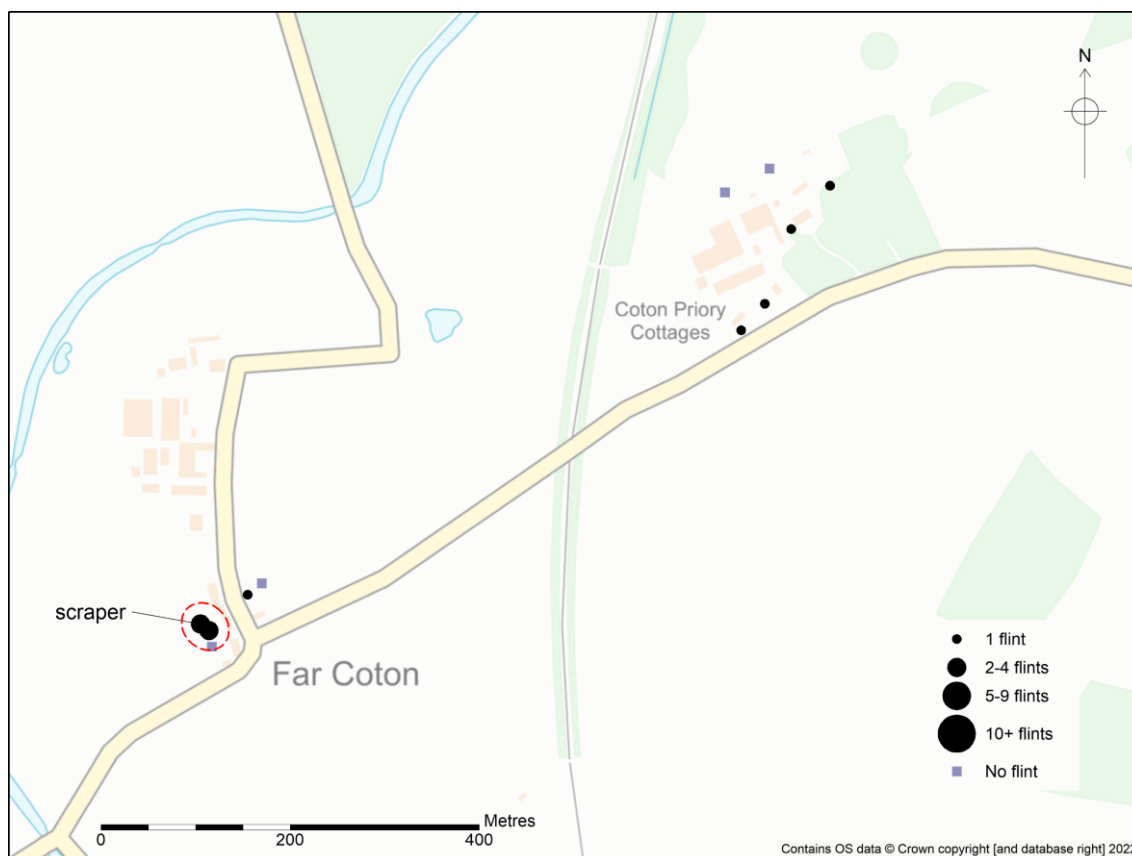 N
Coton Priory
Cottages
scraper
Far Coton
1 flint
2-4 flints
5-9 flints
10+ flints
No flint
Metres
0 200 400
Contains OS data © Crown copyright [and database right] 2022